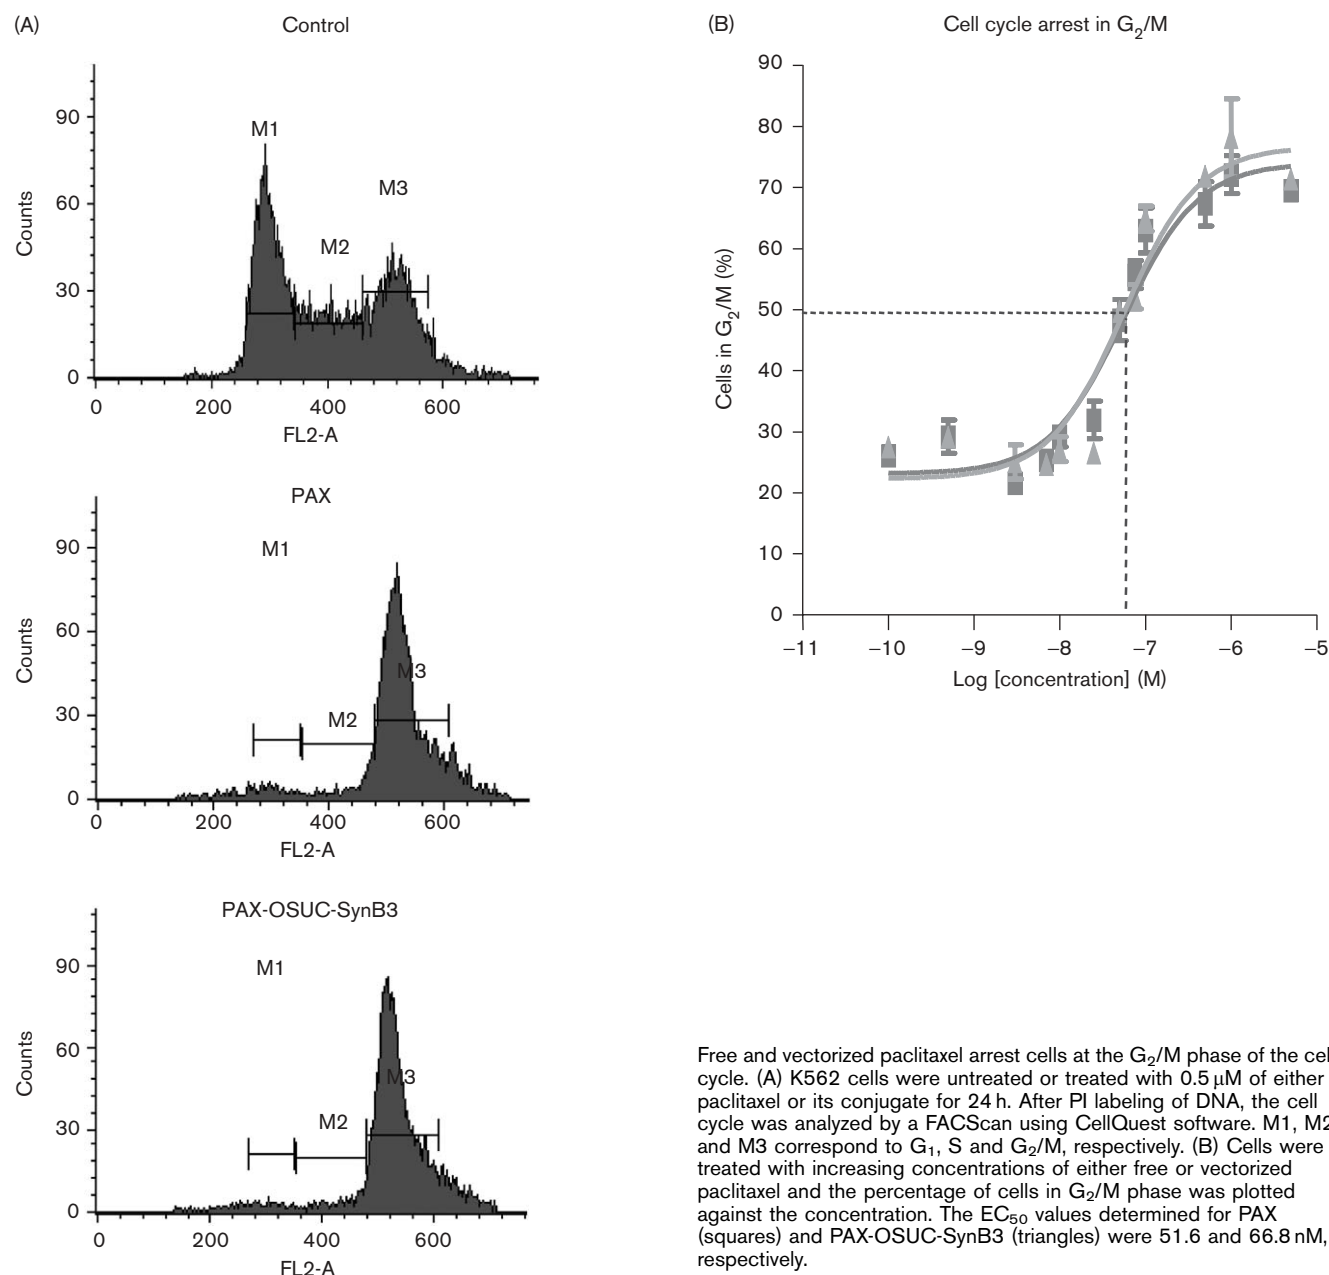 (A)
Control
90
60
30
0
Counts
M1
M2
M3
0 200 400 600
FL2-A
PAX
90
60
30
0
Counts
M1
M2
M3
0 200 400 600
FL2-A
PAX-OSUC-SynB3
90
60
30
0
Counts
M1
M2
M3
0 200 400 600
FL2-A
(B)
Cell cycle arrest in G2/M
90
80
70
60
50
40
30
20
10
0
Cells in G2/M (%)
–11 –10 –9 –8 –7 –6 –5
Log [concentration] (M)
Free and vectorized paclitaxel arrest cells at the G2/M phase of the cel
cycle. (A) K562 cells were untreated or treated with 0.5 μM of either
paclitaxel or its conjugate for 24 h. After PI labeling of DNA, the cell
cycle was analyzed by a FACScan using CellQuest software. M1, M2
and M3 correspond to G1, S and G2/M, respectively. (B) Cells were
treated with increasing concentrations of either free or vectorized
paclitaxel and the percentage of cells in G2/M phase was plotted
against the concentration. The EC50 values determined for PAX
(squares) and PAX-OSUC-SynB3 (triangles) were 51.6 and 66.8 nM,
respectively.